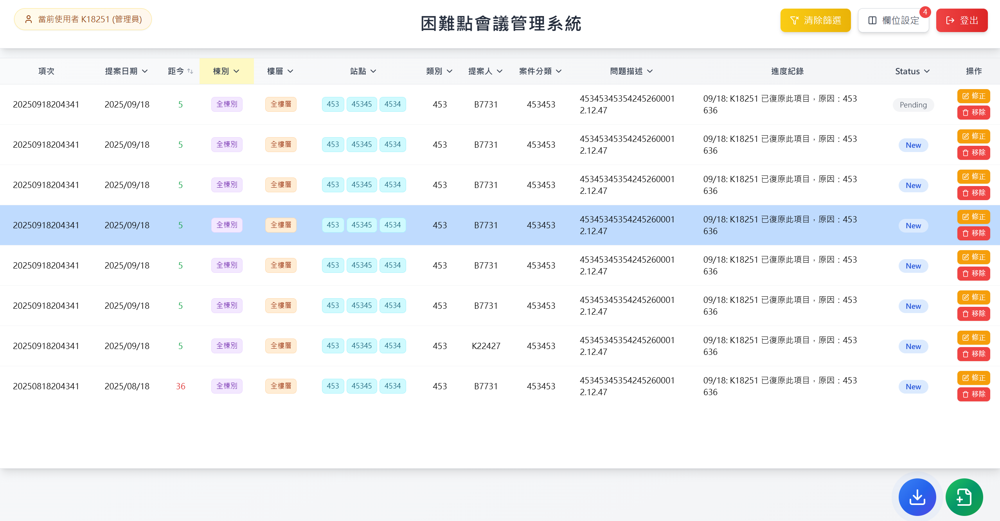 當前使用者 K18251 (管理員)
困難點會議管理系統
清除篩選
欄位設定
4
登出
項次 提案日期 距今 棟別 樓層 站點 類別 提案人 案件分類 問題描述 進度紀錄 Status 操作
20250918204341 2025/09/18 5 全棟別 全樓層 453 45345 4534 453 B7731 453453 45345345354245260001 09/18: K18251 已復原此項目，原因：453 Pending 修正
2.12.47 636 移除
20250918204341 2025/09/18 5 全棟別 全樓層 453 45345 4534 453 B7731 453453 45345345354245260001 09/18: K18251 已復原此項目，原因：453 New 修正
2.12.47 636 移除
20250918204341 2025/09/18 5 全棟別 全樓層 453 45345 4534 453 B7731 453453 45345345354245260001 09/18: K18251 已復原此項目，原因：453 New 修正
2.12.47 636 移除
20250918204341 2025/09/18 5 全棟別 全樓層 453 45345 4534 453 B7731 453453 45345345354245260001 09/18: K18251 已復原此項目，原因：453 New 修正
2.12.47 636 移除
20250918204341 2025/09/18 5 全棟別 全樓層 453 45345 4534 453 B7731 453453 45345345354245260001 09/18: K18251 已復原此項目，原因：453 New 修正
2.12.47 636 移除
20250918204341 2025/09/18 5 全棟別 全樓層 453 45345 4534 453 B7731 453453 45345345354245260001 09/18: K18251 已復原此項目，原因：453 New 修正
2.12.47 636 移除
20250918204341 2025/09/18 5 全棟別 全樓層 453 45345 4534 453 K22427 453453 45345345354245260001 09/18: K18251 已復原此項目，原因：453 New 修正
2.12.47 636 移除
20250818204341 2025/08/18 36 全棟別 全樓層 453 45345 4534 453 B7731 453453 45345345354245260001 09/18: K18251 已復原此項目，原因：453 New 修正
2.12.47 636 移除